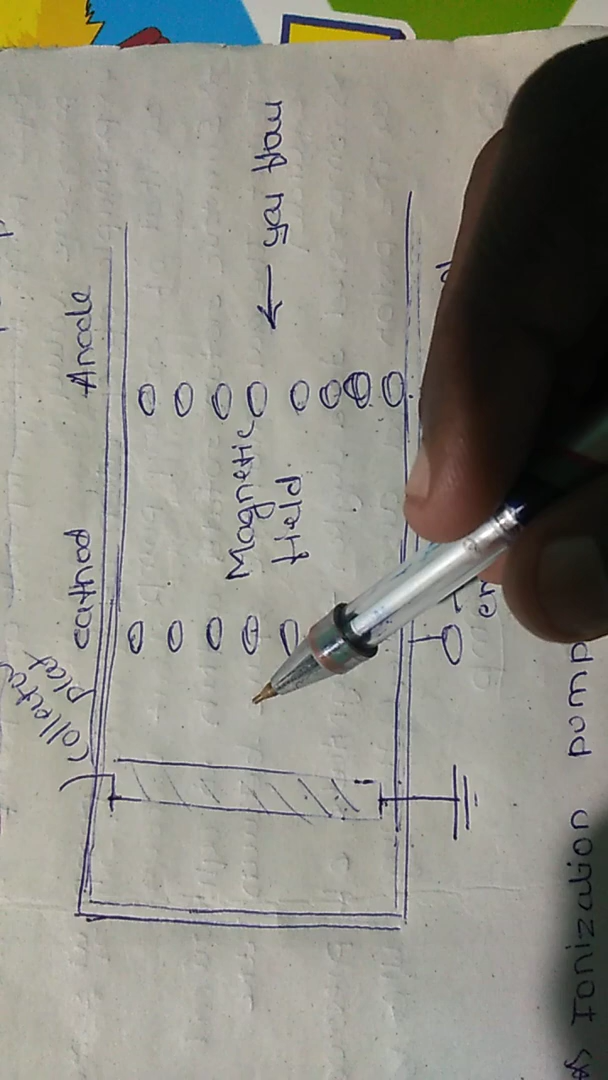 Collector
plat
cathod
Anode
Magnetic
field.
← gas flow
Ionization pump